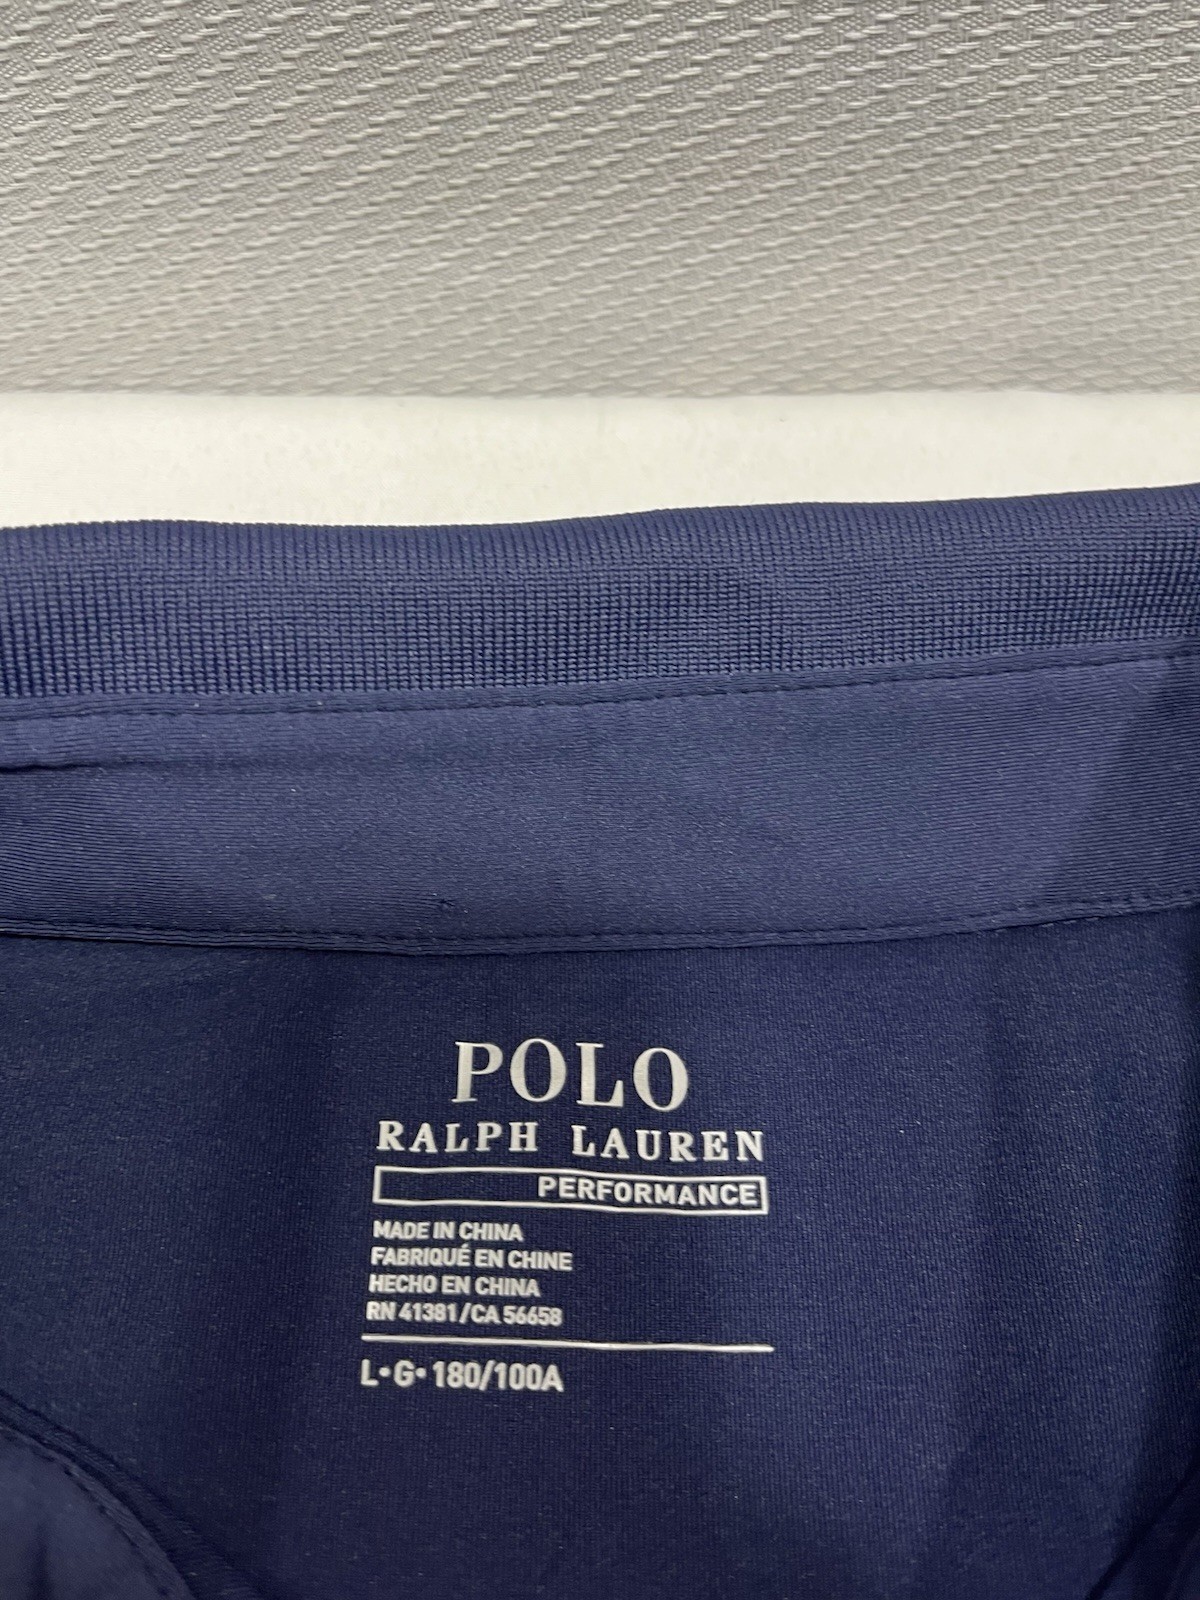 POLO
RALPH LAUREN
PERFORMANCE
MADE IN CHINA
FABRIQUÉ EN CHINE
HECHO EN CHINA
RN 41381/CA 56658
L•G•180/100A